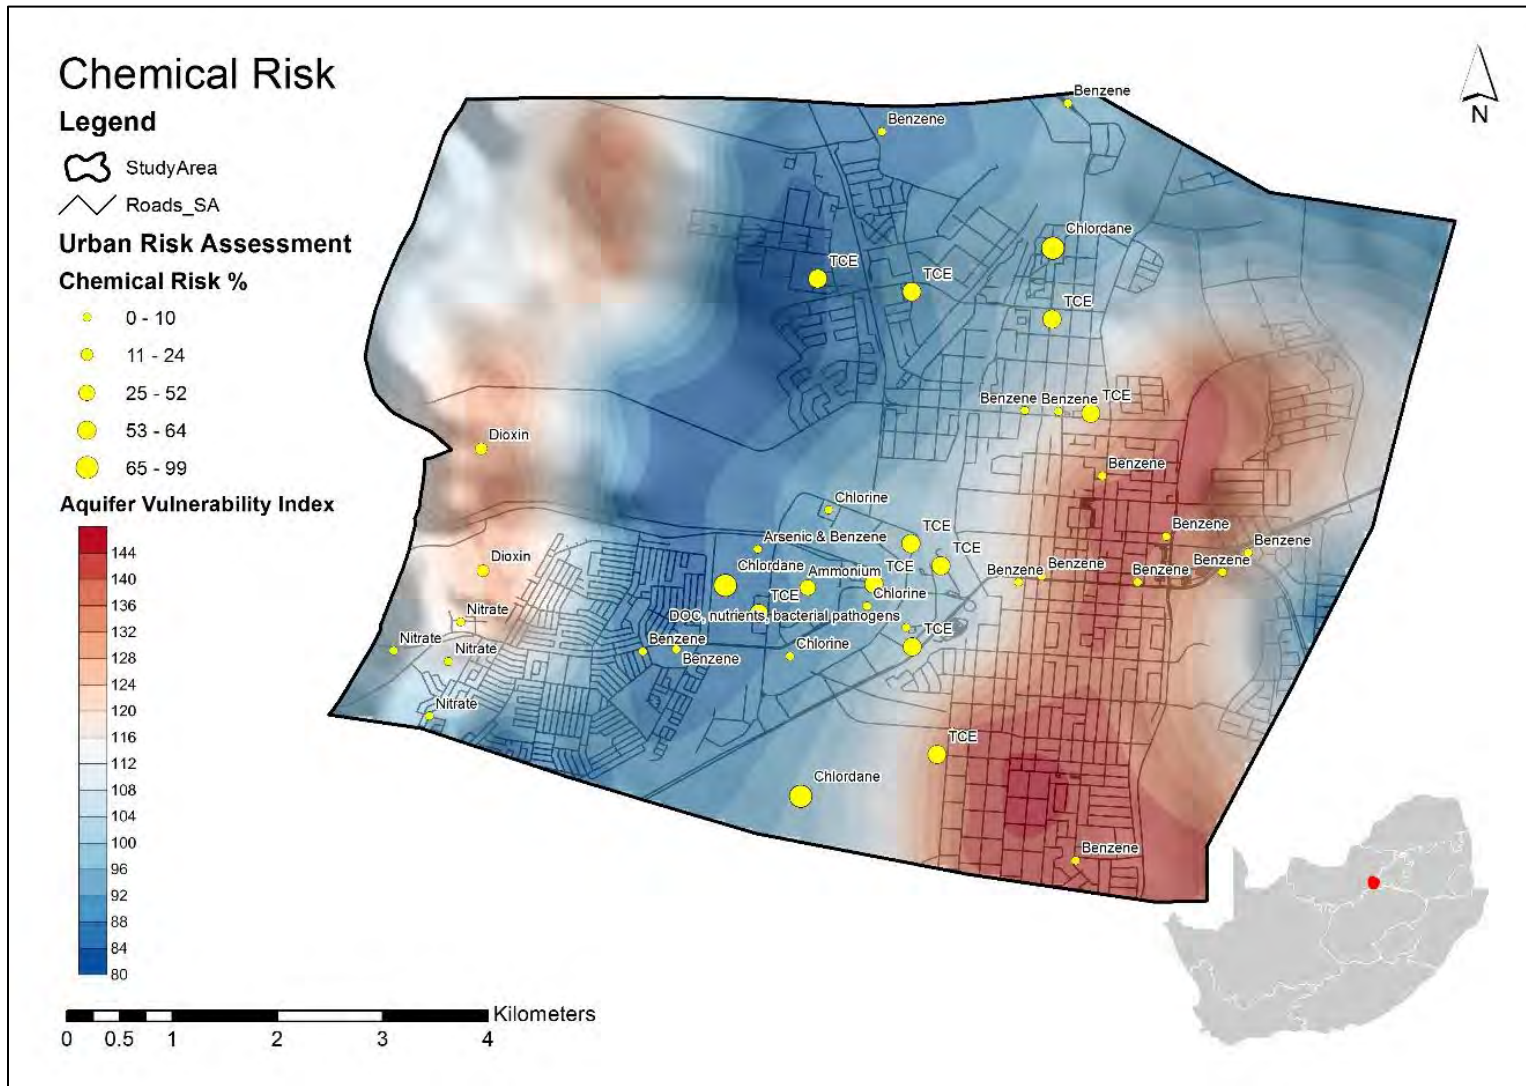 Chemical Risk
Legend
StudyArea
Roads_SA
Urban Risk Assessment
Chemical Risk %
0 - 10
11 - 24
25 - 52
53 - 64
65 - 99
Aquifer Vulnerability Index
144
140
136
132
128
124
120
116
112
108
104
100
96
92
88
84
80
Kilometers
0 0.5 1 2 3 4
N
Benzene
Benzene
Chlordane
TCE
TCE
TCE
Benzene Benzene TCE
Dioxin
Benzene
Chlorine
Benzene
Arsenic & Benzene
TCE
Benzene
Dioxin
Chlordane
Ammonium
TCE
TCE
Benzene
Benzene
Benzene
Benzene
TCE
Chlorine
Nitrate
DOC, nutrients, bacterial pathogens
TCE
Nitrate
Nitrate
Benzene
Benzene
Chlorine
Nitrate
TCE
Chlordane
Benzene